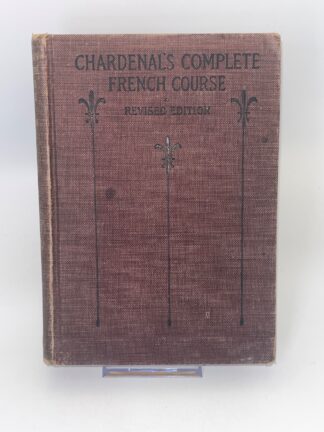 CHARDENAL'S COMPLETE
FRENCH COURSE
REVISED EDITION